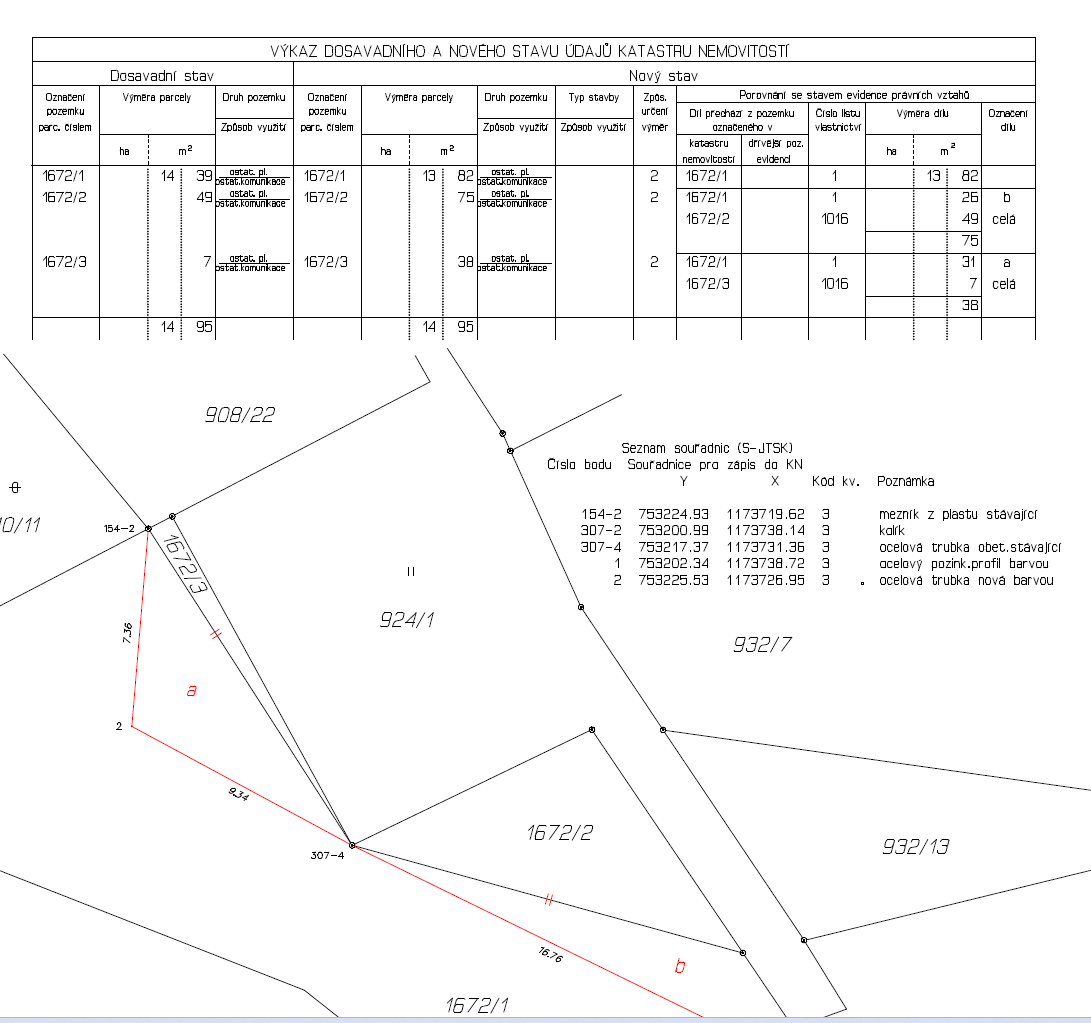 VÝKAZ DOSAVADNÍHO A NOVÉHO STAVU ÚDAJŮ KATASTRU NEMOVITOSTÍ
Dosavadní stav Nový stav
Označení pozemku parc. číslem Výměra parcely Druh pozemku Označení pozemku parc. číslem Výměra parcely Druh pozemku Typ stavby Způs. určení výměr Porovnání se stavem evidence právních vztahů
Způsob využití Způsob využití Způsob využití Díl přechází z pozemku označeného v Číslo listu vlastnictví Výměra dílu Označení dílu
ha m2 ha m2 katastru nemovitostí dřívější poz. evidenci ha m2
1672/1 14 39 ostat. pl. 1672/1 13 82 ostat. pl. 2 1672/1 1 13 82
ostat.komunikace ostat.komunikace
1672/2 49 ostat. pl. 1672/2 75 ostat. pl. 2 1672/1 1 26 b
ostat.komunikace ostat.komunikace
1672/2 1016 49 celá
75
1672/3 7 ostat. pl. 1672/3 38 ostat. pl. 2 1672/1 1 31 a
ostat.komunikace ostat.komunikace
1672/3 1016 7 celá
38
14 95 14 95
908/22
Seznam souřadnic (S-JTSK)
Číslo bodu Souřadnice pro zápis do KN
Y X Kód kv. Poznámka
154-2 753224.93 1173719.62 3 mezník z plastu stávající
307-2 753200.99 1173738.14 3 kolík
307-4 753217.37 1173731.36 3 ocelová trubka obet.stávající
1 753202.34 1173738.72 3 ocelový pozink.profil barvou
2 753225.53 1173726.95 3 . ocelová trubka nová barvou
0/11
154-2
1672/3
924/1
932/7
7.36
a
2
9.34
307-4
1672/2
932/13
16.76
b
1672/1